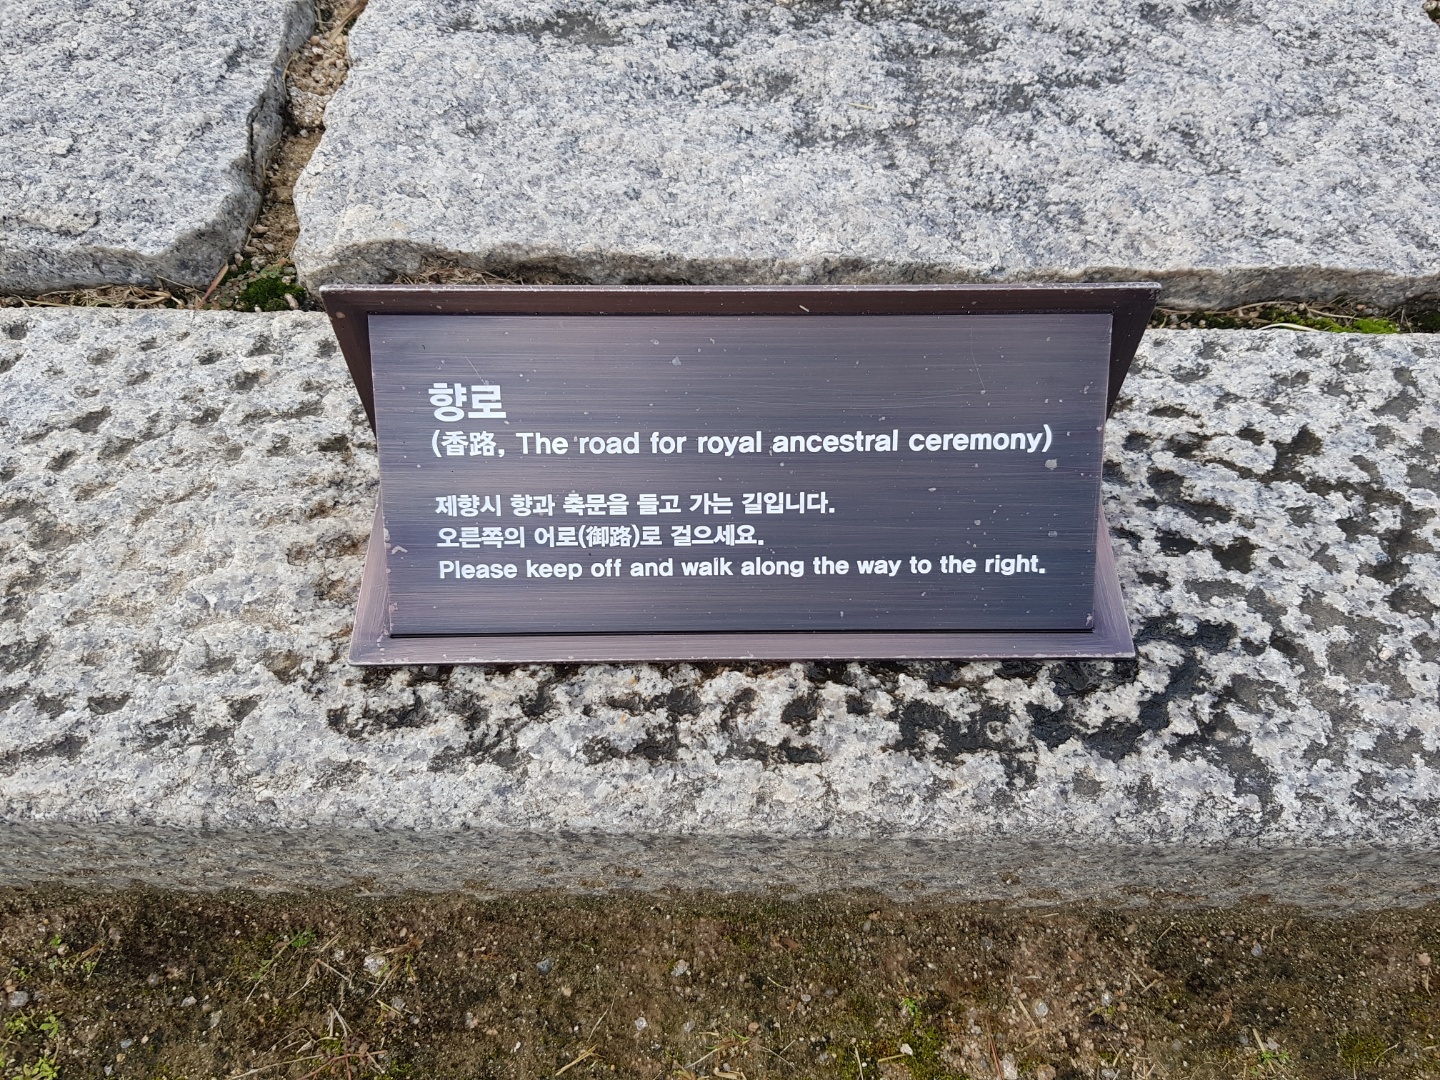 향로
(香路, The road for royal ancestral ceremony)
제향시 향과 축문을 들고 가는 길입니다.
오른쪽의 어로(御路)로 걸으세요.
Please keep off and walk along the way to the right.